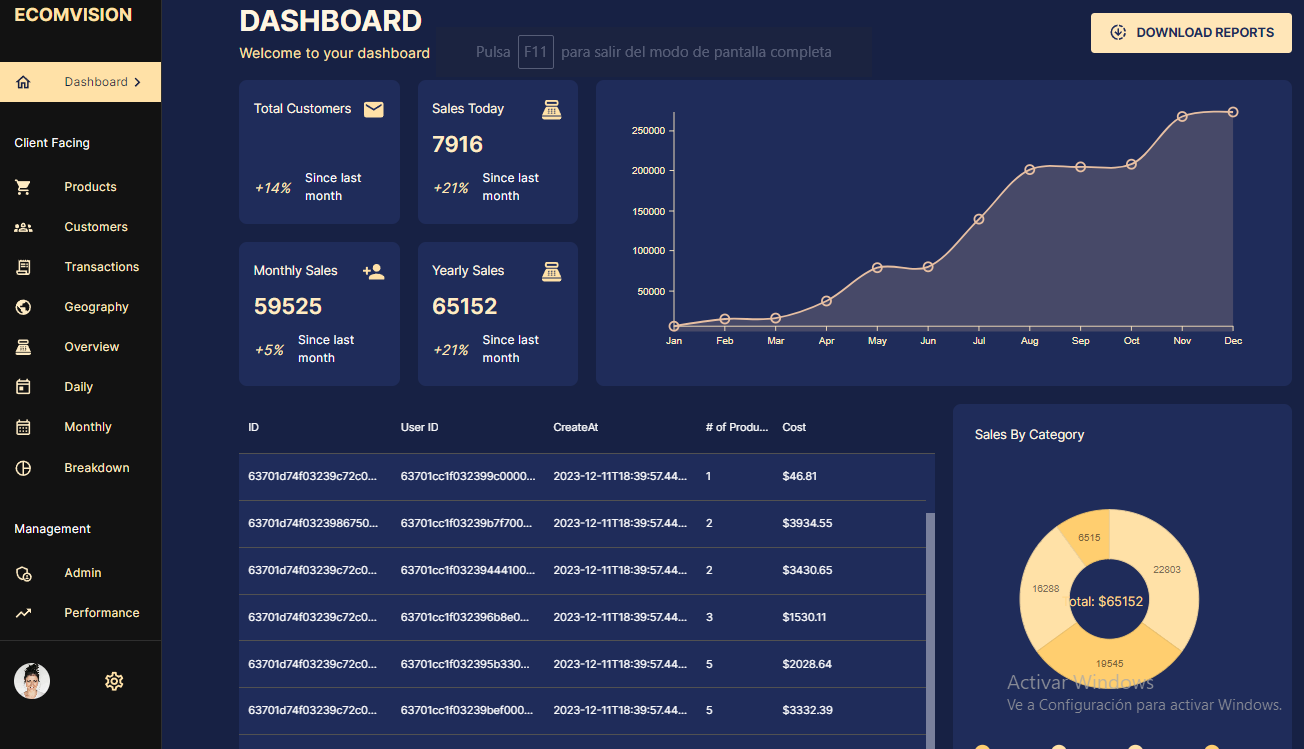 ECOMVISION
Dashboard
Client Facing
Products
Customers
Transactions
Geography
Overview
Daily
Monthly
Breakdown
Management
Admin
Performance
DASHBOARD
Welcome to your dashboard
Pulsa F11 para salir del modo de pantalla completa
DOWNLOAD REPORTS
Total Customers
+14% Since last
month
Sales Today
7916
+21% Since last
month
Monthly Sales
59525
+5% Since last
month
Yearly Sales
65152
+21% Since last
month
250000
200000
150000
100000
50000
Jan Feb Mar Apr May Jun Jul Aug Sep Oct Nov Dec
ID User ID CreateAt # of Produ... Cost
63701d74f03239c72c0... 63701cc1f032399c0000... 2023-12-11T18:39:57.44... 1 $46.81
63701d74f0323986750... 63701cc1f03239b7f700... 2023-12-11T18:39:57.44... 2 $3934.55
63701d74f03239c72c0... 63701cc1f03239444100... 2023-12-11T18:39:57.44... 2 $3430.65
63701d74f03239c72c0... 63701cc1f032396b8e0... 2023-12-11T18:39:57.44... 3 $1530.11
63701d74f03239c72c0... 63701cc1f032395b330... 2023-12-11T18:39:57.44... 5 $2028.64
63701d74f03239c72c0... 63701cc1f03239bef000... 2023-12-11T18:39:57.44... 5 $3332.39
Sales By Category
6515
22803
16288
otal: $65152
19545
Activar Windows
Ve a Configuración para activar Windows.